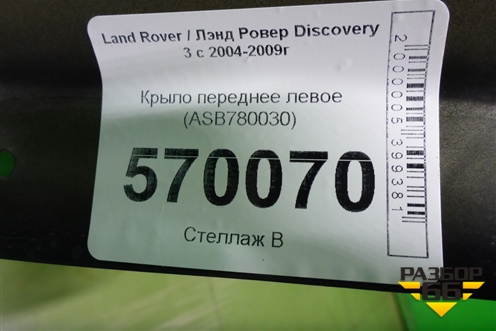 Land Rover / Лэнд Ровер Discovery
3 с 2004-2009г
Крыло переднее левое
(ASB780030)
570070
Стеллаж В
2000005399381
РАЗБОР
66